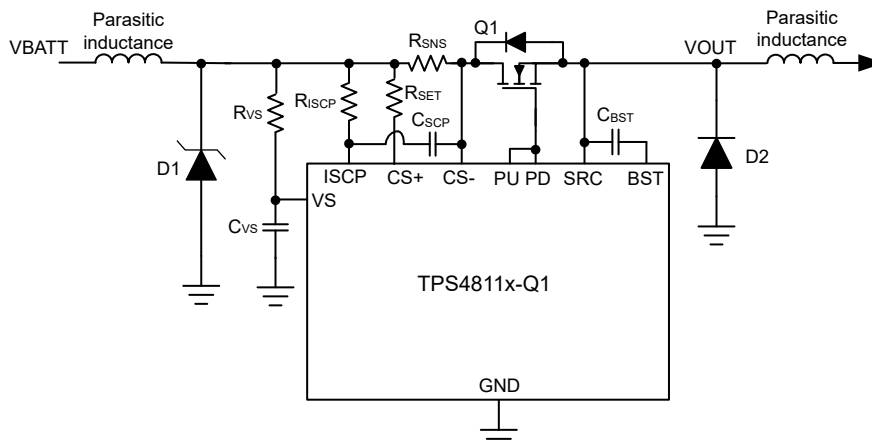 Parasitic
inductance
VBATT
RSNS
Q1
VOUT
Parasitic
inductance
RVS
RISCP
RSET
CSCP
CBST
D1
D2
ISCP
CS+
CS-
PU
PD
SRC
BST
VS
CVS
TPS4811x-Q1
GND